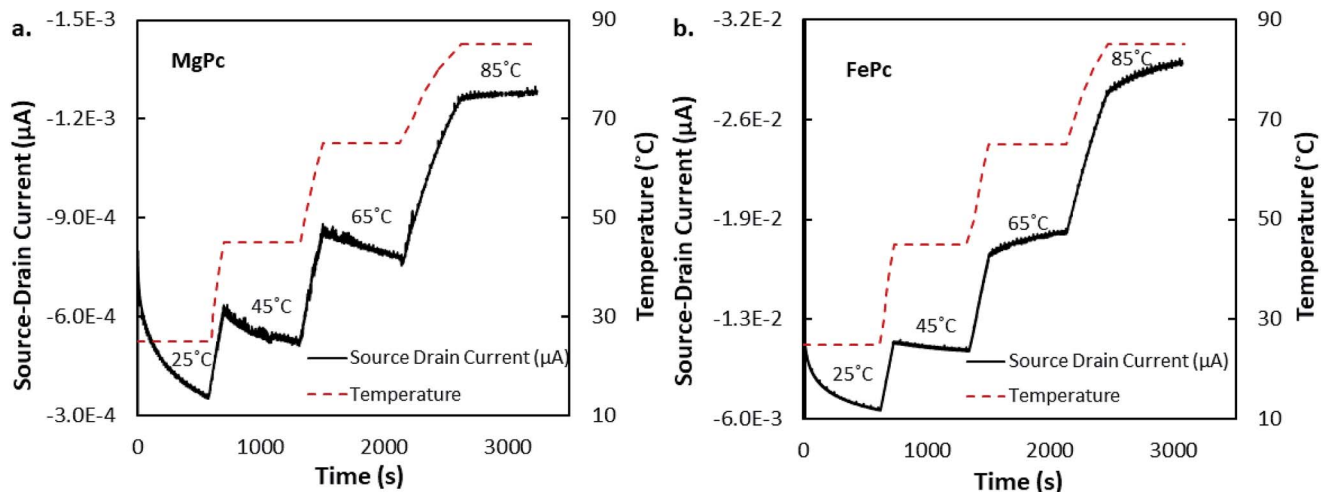 a.
MgPc
Source-Drain Current (µA)
-1.5E-3
-1.2E-3
-9.0E-4
-6.0E-4
-3.0E-4
90
70
50
30
10
Temperature (˚C)
25˚C
45˚C
65˚C
85˚C
Source Drain Current (µA)
Temperature
0
1000
2000
3000
Time (s)
b.
FePc
Source-Drain Current (µA)
-3.2E-2
-2.6E-2
-1.9E-2
-1.3E-2
-6.0E-3
90
70
50
30
10
Temperature (˚C)
25˚C
45˚C
65˚C
85˚C
Source Drain Current (µA)
Temperature
0
1000
2000
3000
Time (s)